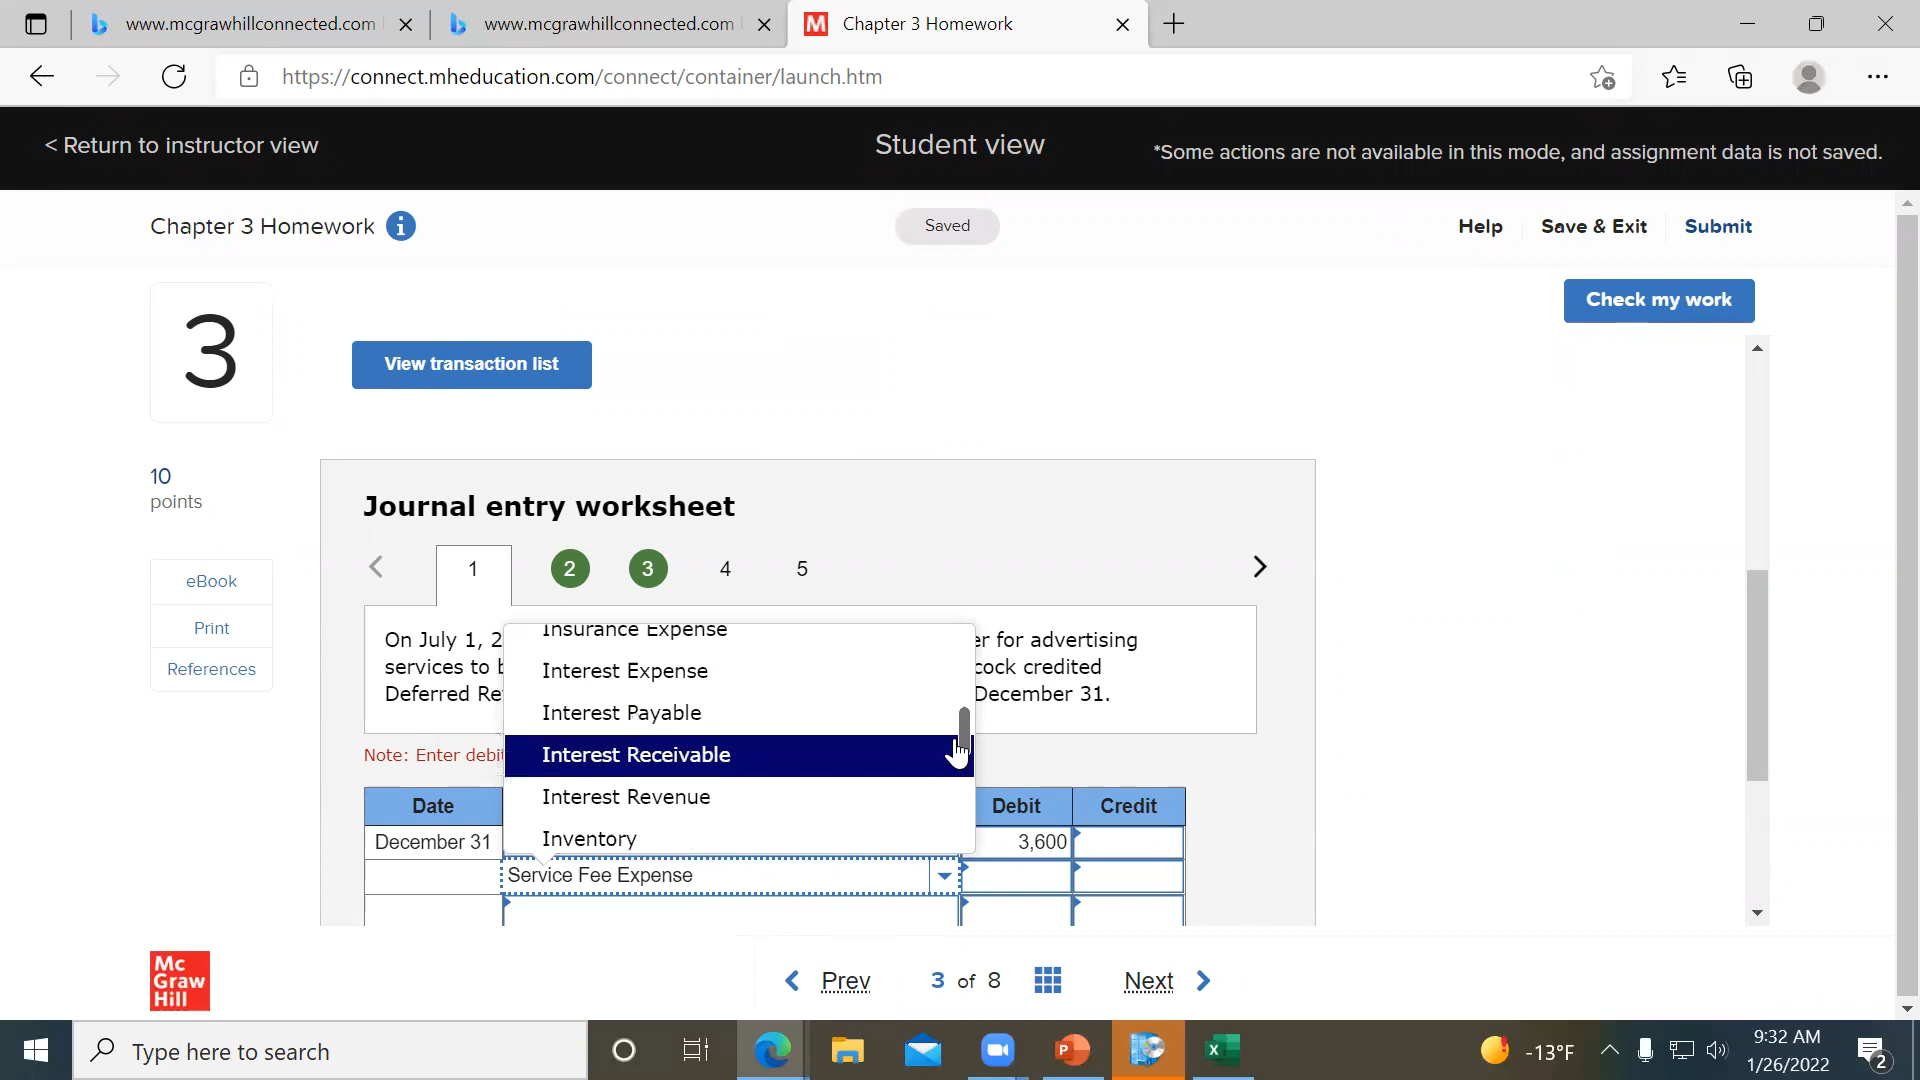 www.mcgrawhillconnected.com
www.mcgrawhillconnected.com
M Chapter 3 Homework
https://connect.mheducation.com/connect/container/launch.htm
< Return to instructor view
Student view
*Some actions are not available in this mode, and assignment data is not saved.
Chapter 3 Homework i
Saved
Help
Save & Exit
Submit
3
Check my work
View transaction list
10
points
eBook
Print
References
Journal entry worksheet
1 2 3 4 5
On July 1, 2 er for advertising
services to b cock credited
Deferred Re December 31.
Insurance Expense
Interest Expense
Interest Payable
Interest Receivable
Interest Revenue
Inventory
Note: Enter debi
Date Debit Credit
December 31 3,600
Service Fee Expense
Mc
Graw
Hill
Prev 3 of 8 Next
Type here to search
-13°F
9:32 AM
1/26/2022
2